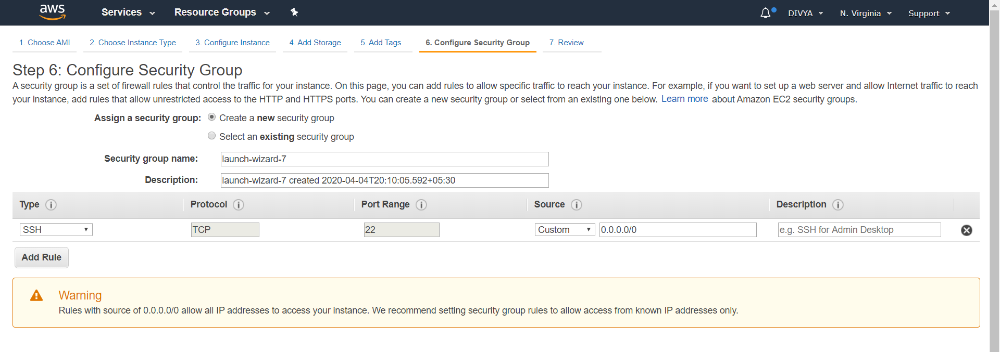 aws Services Resource Groups DIVYA N. Virginia Support
1. Choose AMI 2. Choose Instance Type 3. Configure Instance 4. Add Storage 5. Add Tags 6. Configure Security Group 7. Review
Step 6: Configure Security Group
A security group is a set of firewall rules that control the traffic for your instance. On this page, you can add rules to allow specific traffic to reach your instance. For example, if you want to set up a web server and allow Internet traffic to reach
your instance, add rules that allow unrestricted access to the HTTP and HTTPS ports. You can create a new security group or select from an existing one below. Learn more about Amazon EC2 security groups.
Assign a security group: Create a new security group
Select an existing security group
Security group name: launch-wizard-7
Description: launch-wizard-7 created 2020-04-04T20:10:05.592+05:30
Type i Protocol i Port Range i Source i Description i
SSH TCP 22 Custom 0.0.0.0/0 e.g. SSH for Admin Desktop
Add Rule
Warning
Rules with source of 0.0.0.0/0 allow all IP addresses to access your instance. We recommend setting security group rules to allow access from known IP addresses only.